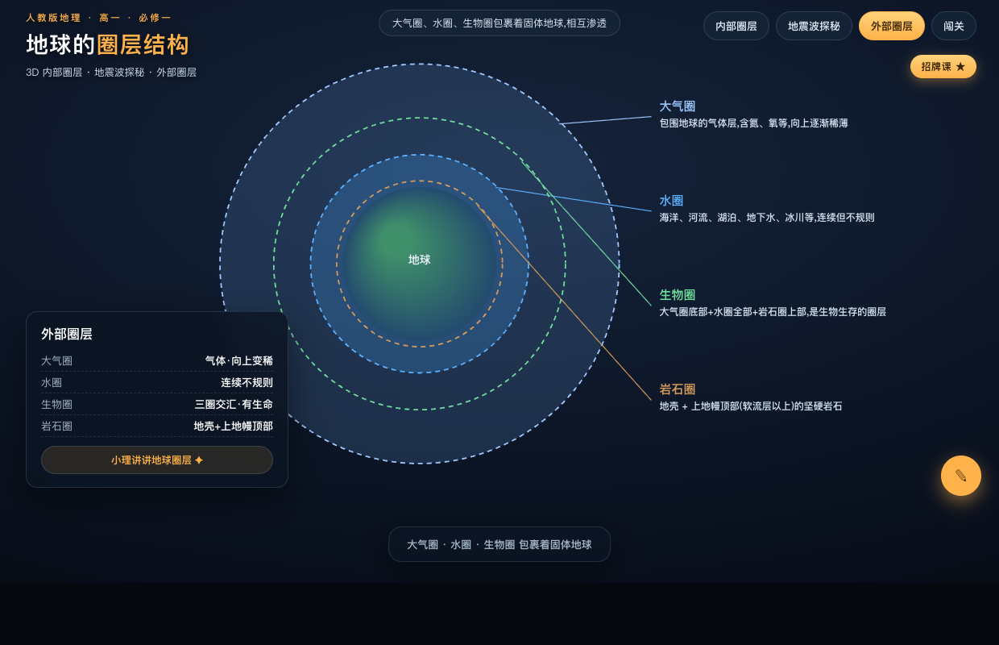 人教版地理 · 高一 · 必修一
地球的圈层结构
3D 内部圈层 · 地震波探秘 · 外部圈层
大气圈、水圈、生物圈包裹着固体地球,相互渗透
内部圈层
地震波探秘
外部圈层
闯关
招牌课 ★
大气圈
包围地球的气体层,含氮、氧等,向上逐渐稀薄
水圈
海洋、河流、湖泊、地下水、冰川等,连续但不规则
地球
生物圈
大气圈底部+水圈全部+岩石圈上部,是生物生存的圈层
岩石圈
地壳 + 上地幔顶部(软流层以上)的坚硬岩石
外部圈层
大气圈 气体·向上变稀
水圈 连续不规则
生物圈 三圈交汇·有生命
岩石圈 地壳+上地幔顶部
小理讲讲地球圈层 ✦
大气圈 · 水圈 · 生物圈 包裹着固体地球